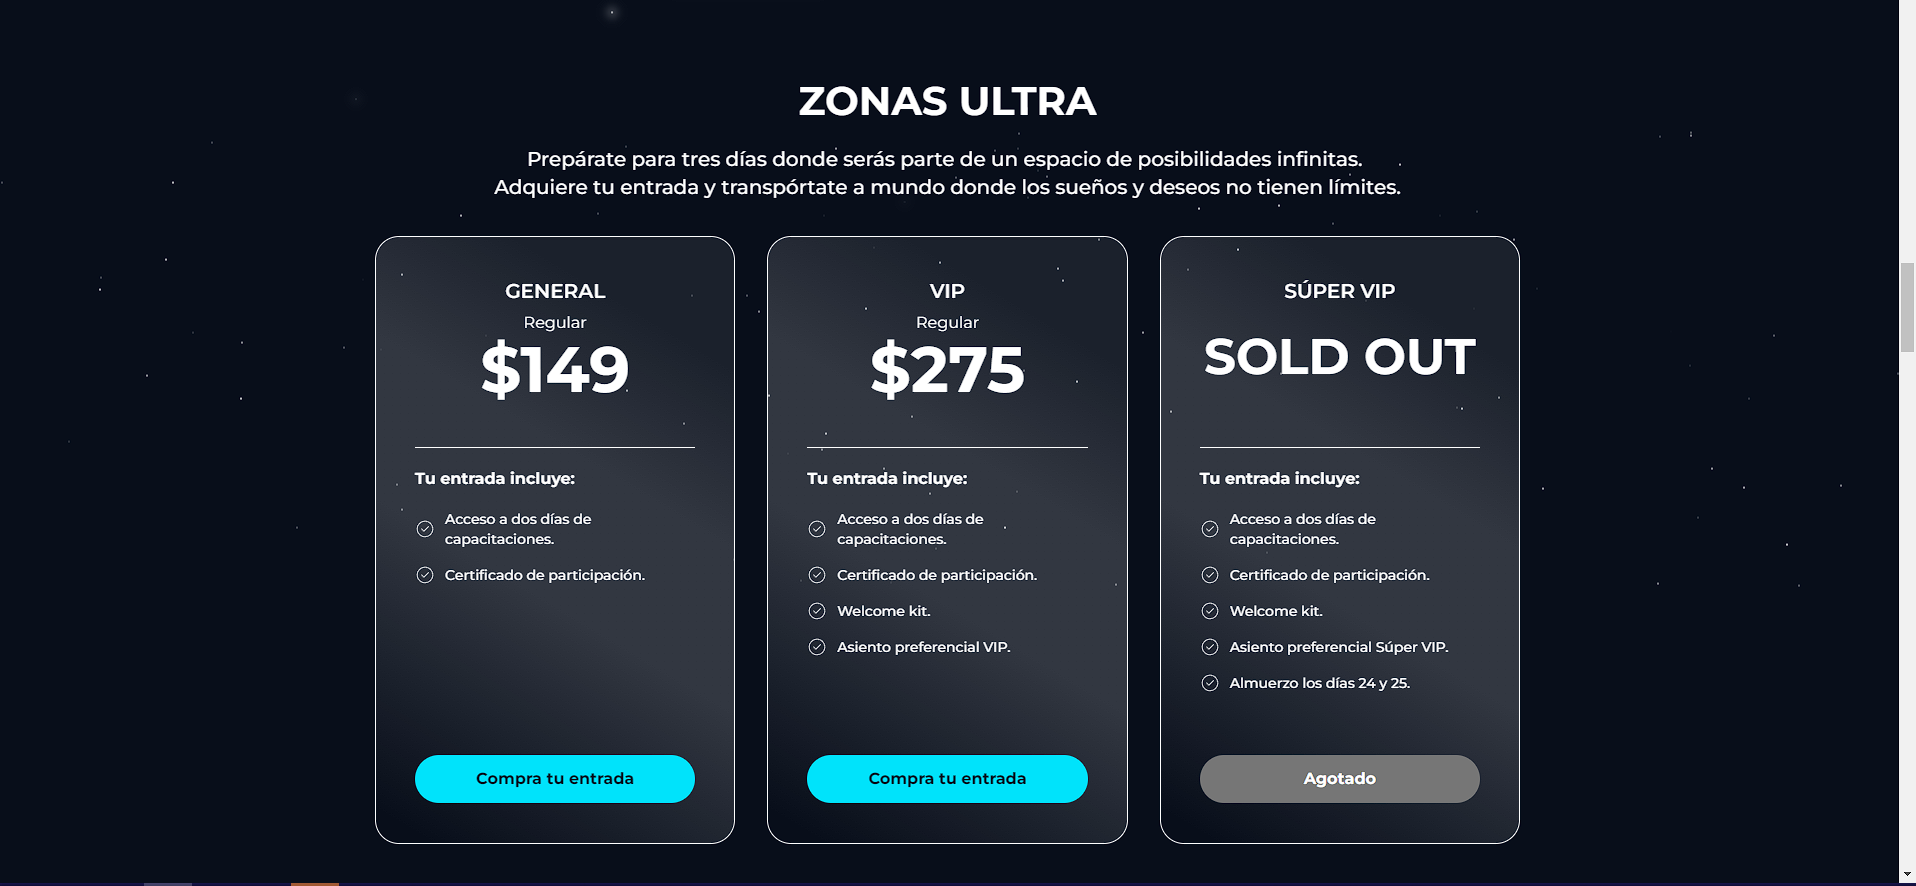 ZONAS ULTRA
Prepárate para tres días donde serás parte de un espacio de posibilidades infinitas.
Adquiere tu entrada y transpórtate a mundo donde los sueños y deseos no tienen límites.
GENERAL
Regular
$149
Tu entrada incluye:
Acceso a dos días de
capacitaciones.
Certificado de participación.
Compra tu entrada
VIP
Regular
$275
Tu entrada incluye:
Acceso a dos días de
capacitaciones.
Certificado de participación.
Welcome kit.
Asiento preferencial VIP.
Compra tu entrada
SÚPER VIP
SOLD OUT
Tu entrada incluye:
Acceso a dos días de
capacitaciones.
Certificado de participación.
Welcome kit.
Asiento preferencial Súper VIP.
Almuerzo los días 24 y 25.
Agotado